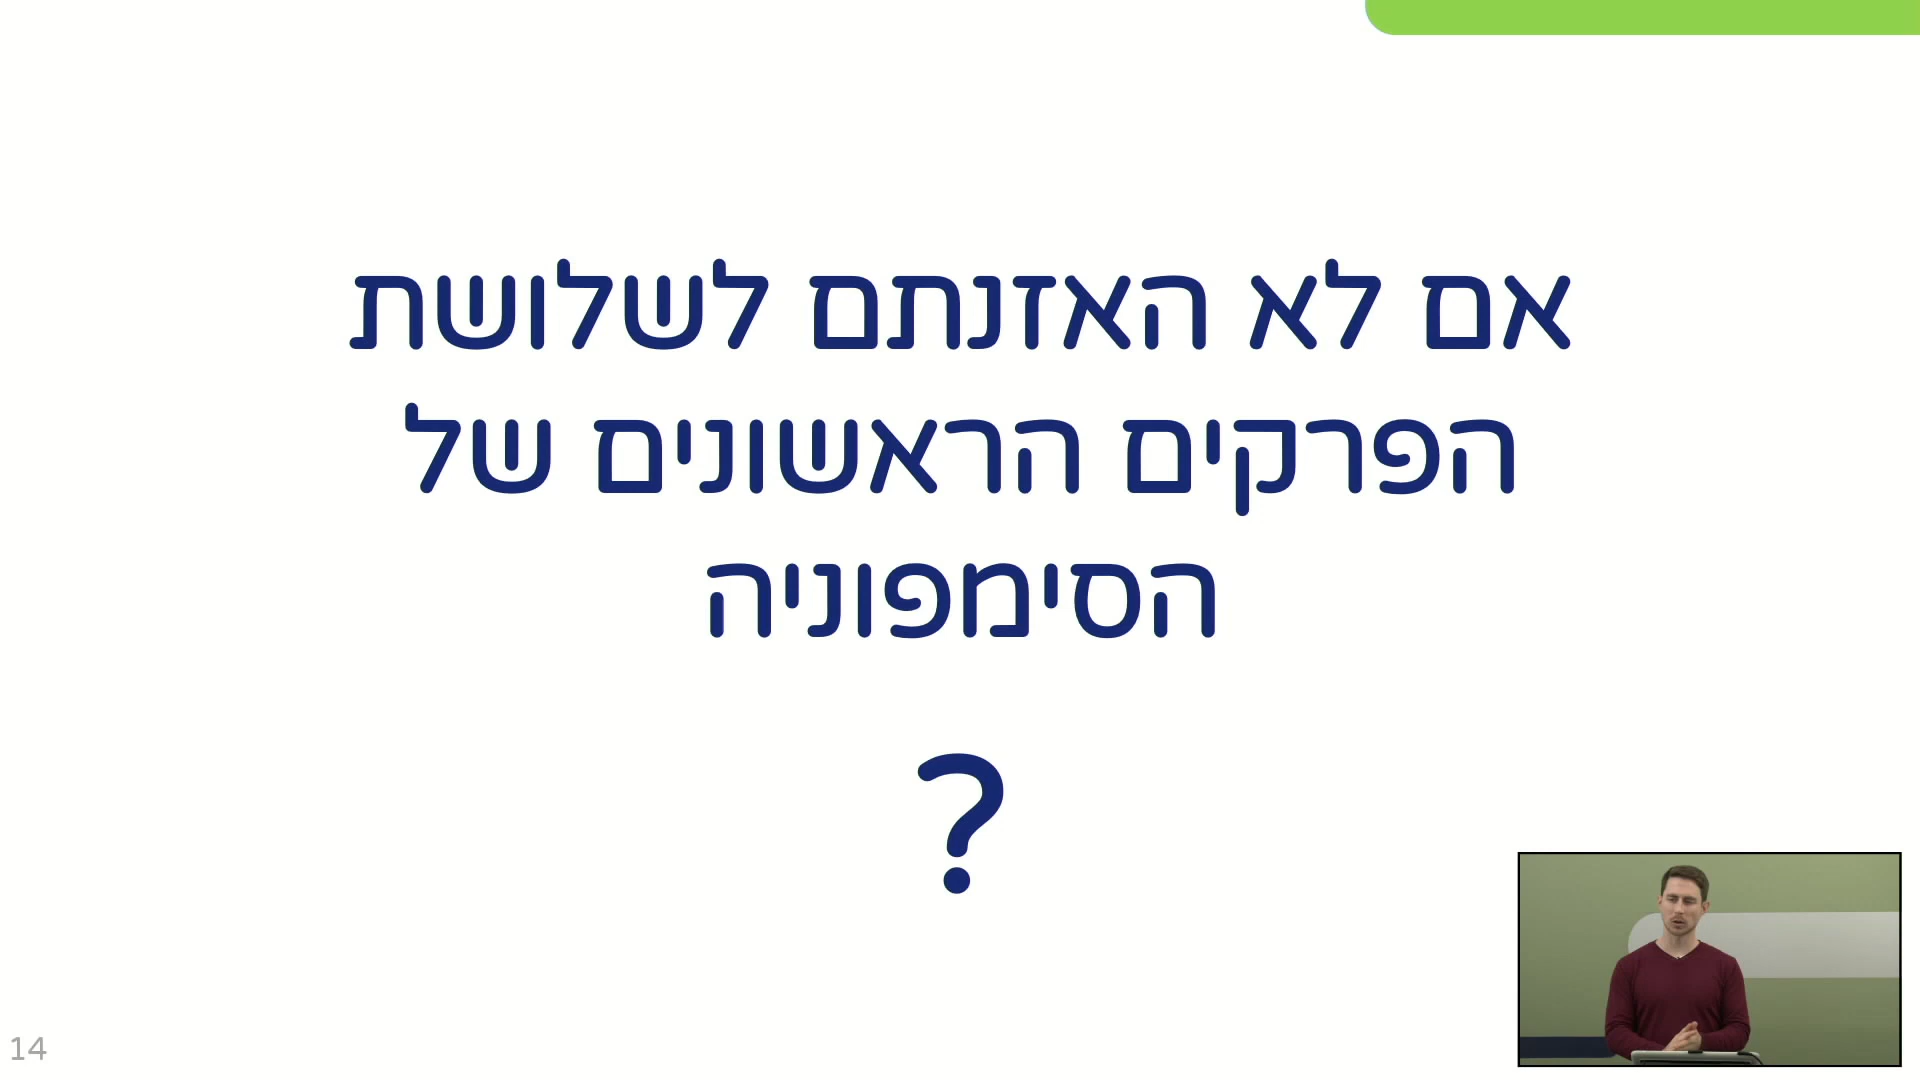 אם לא האזנתם לשלושת
הפרקים הראשונים של
הסימפוניה
?
14